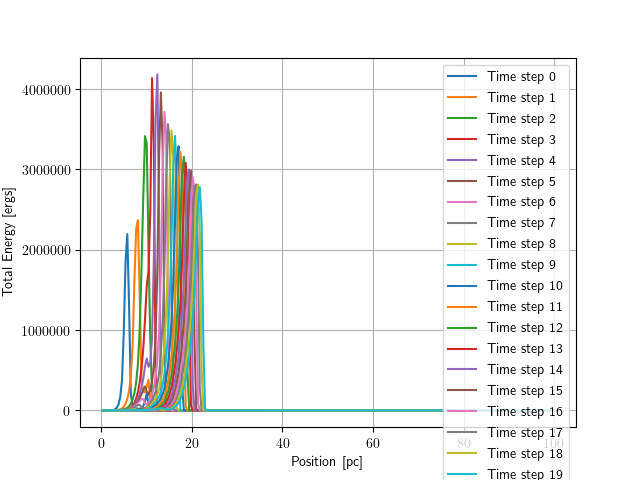 Total Energy [ergs]
4000000
3000000
2000000
1000000
0
0 20 40 60 80 100
Position [pc]
Time step 0
Time step 1
Time step 2
Time step 3
Time step 4
Time step 5
Time step 6
Time step 7
Time step 8
Time step 9
Time step 10
Time step 11
Time step 12
Time step 13
Time step 14
Time step 15
Time step 16
Time step 17
Time step 18
Time step 19